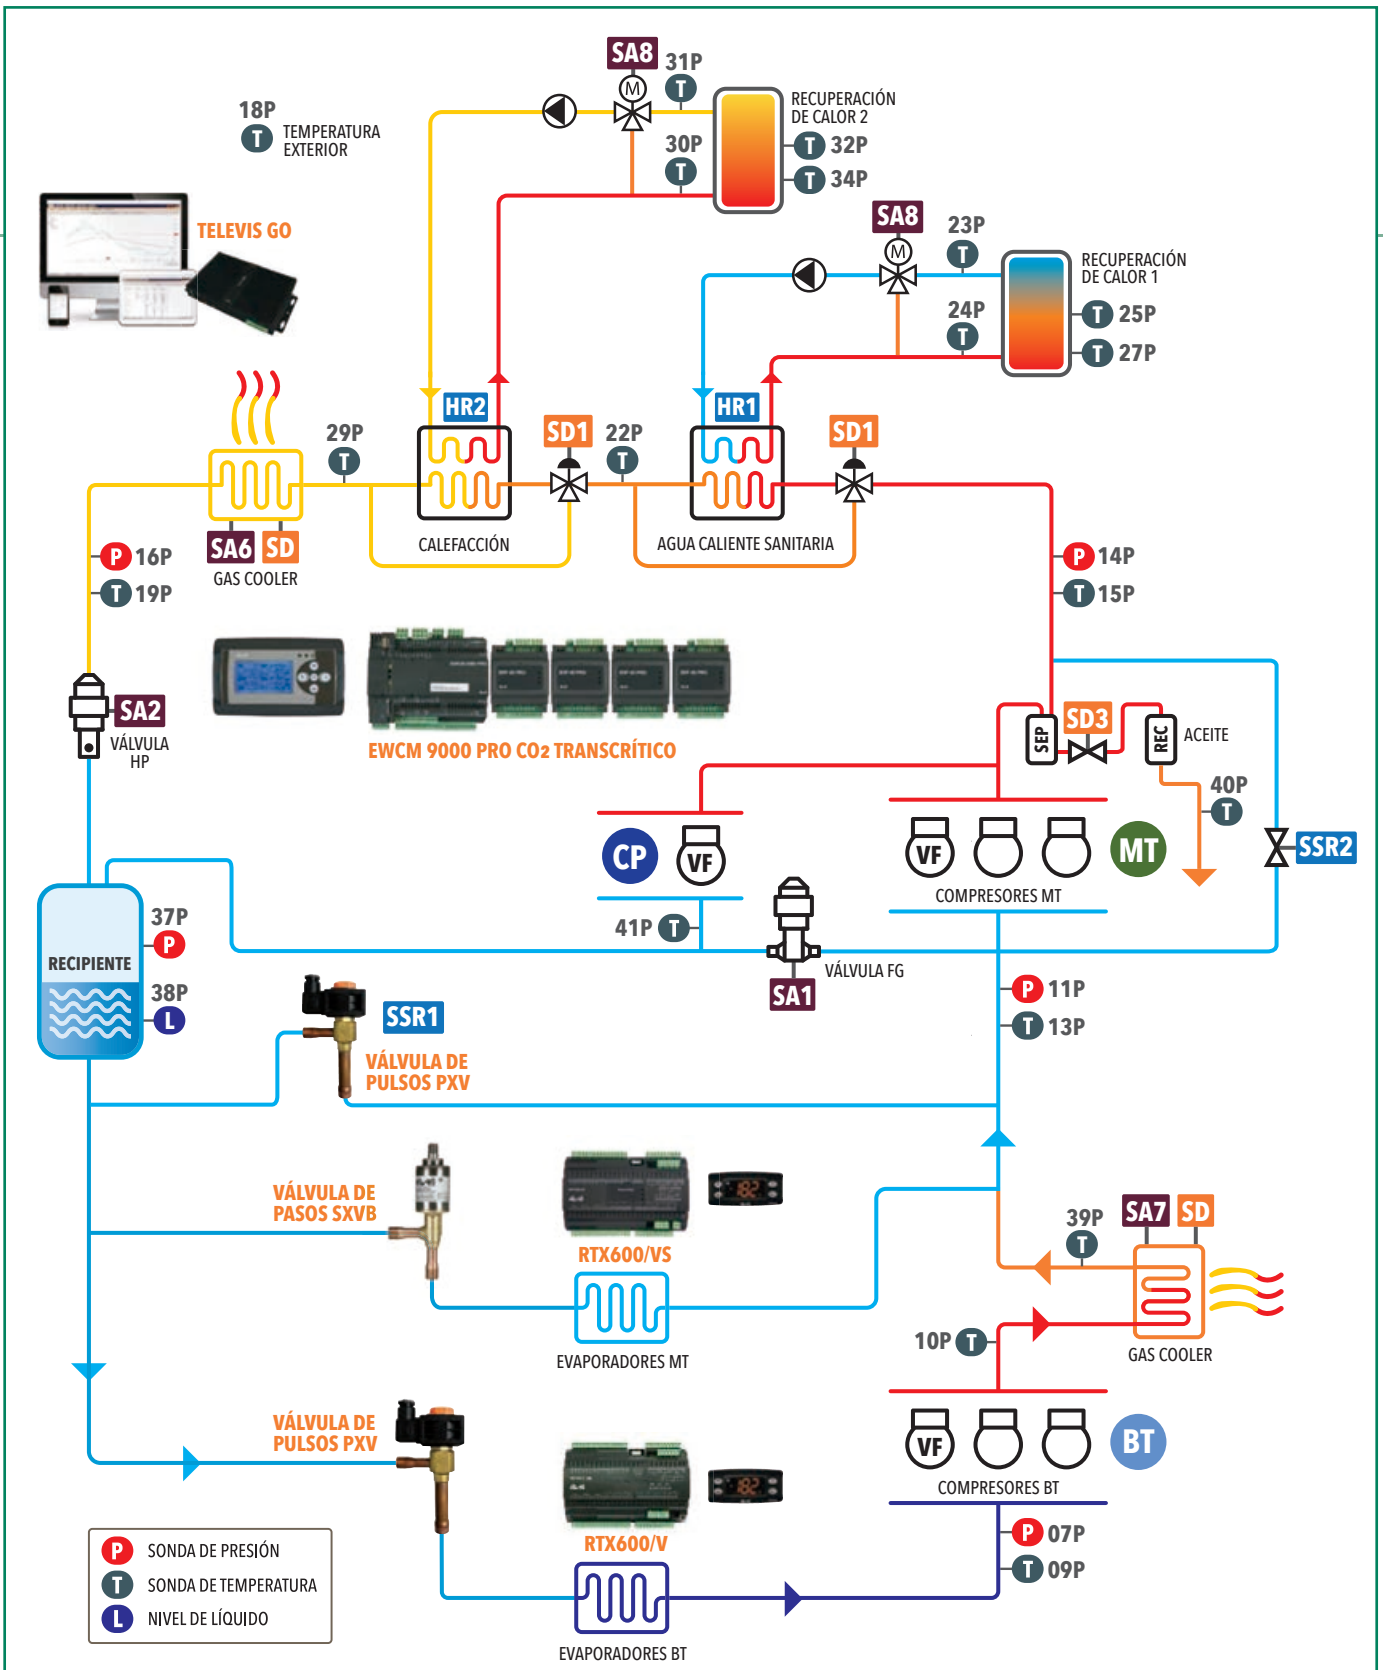 SA8
31P
T
M
18P
T
TEMPERATURA
EXTERIOR
RECUPERACIÓN
DE CALOR 2
30P
T
T 32P
T 34P
TELEVIS GO
SA8
23P
T
M
RECUPERACIÓN
DE CALOR 1
24P
T
T 25P
T 27P
HR2
HR1
29P
T
SD1
22P
T
SD1
CALEFACCIÓN
AGUA CALIENTE SANITARIA
SA6 SD
GAS COOLER
P 16P
T 19P
P 14P
T 15P
SA2
VÁLVULA
HP
EWCM 9000 PRO CO2 TRANSCRÍTICO
SEP
SD3
REC
ACEITE
40P
T
CP
VF
VF
MT
SSR2
COMPRESORES MT
41P T
VÁLVULA FG
SA1
37P
P
RECIPIENTE
38P
L
P 11P
T 13P
SSR1
VÁLVULA DE
PULSOS PXV
VÁLVULA DE
PASOS SXVB
RTX600/VS
EVAPORADORES MT
39P
T
SA7 SD
10P T
GAS COOLER
VÁLVULA DE
PULSOS PXV
VF
BT
COMPRESORES BT
RTX600/V
P 07P
T 09P
EVAPORADORES BT
P SONDA DE PRESIÓN
T SONDA DE TEMPERATURA
L NIVEL DE LÍQUIDO